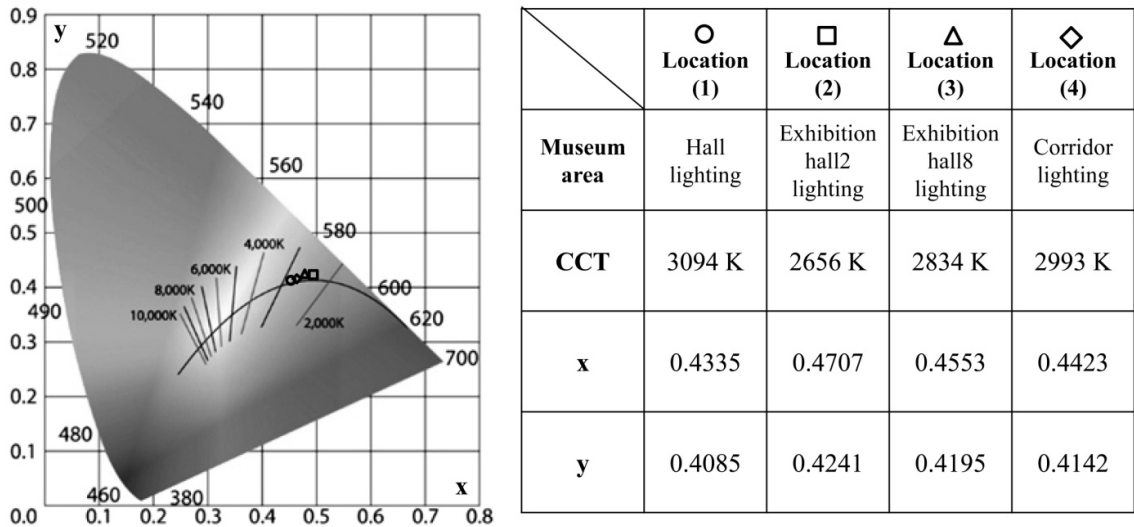 0.9
y
520
0.8
540
0.7
560
0.6
500
0.5
580
4,000K
6,000K
0.4
8,000K
600
490
10,000K
2,000K
620
0.3
700
0.2
480
0.1
x
460
380
0.0
0.1
0.2
0.3
0.4
0.5
0.6
0.7
0.8
Location
(1)
Location
(2)
Location
(3)
Location
(4)
Museum
area
Hall
lighting
Exhibition
hall2
lighting
Exhibition
hall8
lighting
Corridor
lighting
CCT
3094 K
2656 K
2834 K
2993 K
x
0.4335
0.4707
0.4553
0.4423
y
0.4085
0.4241
0.4195
0.4142